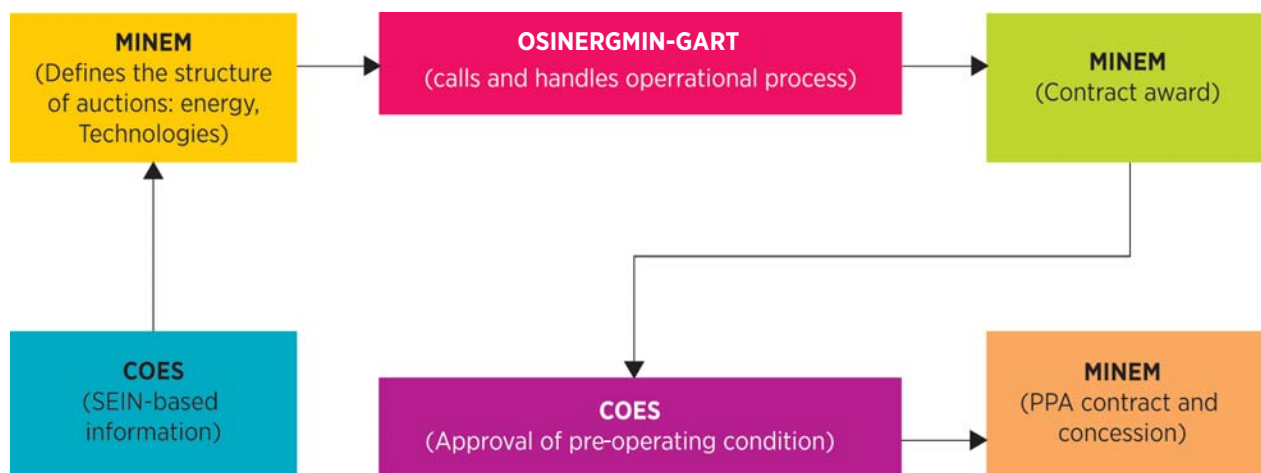 MINEM
(Defines the structure
of auctions: energy,
Technologies)
OSINERGMIN-GART
(calls and handles operrational process)
MINEM
(Contract award)
COES
(SEIN-based
information)
COES
(Approval of pre-operating condition)
MINEM
(PPA contract and
concession)